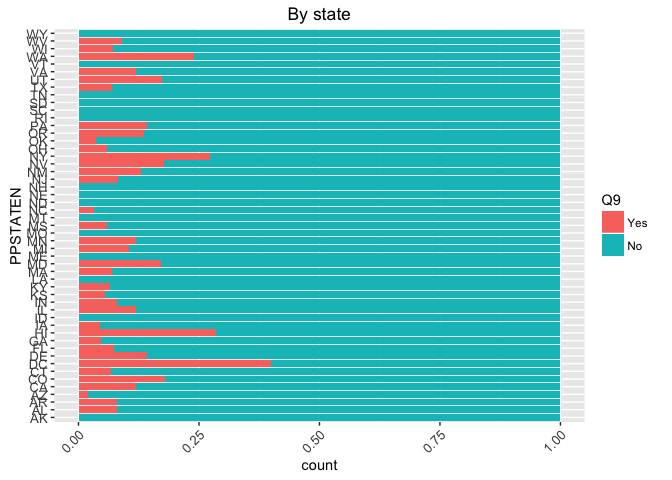 By state
PPSTATEN
WY
WV
WI
WA
VT
VA
UT
TX
TN
SD
SC
RI
PA
OR
OK
OH
NY
NV
NM
NJ
NH
NE
ND
NC
MT
MS
MO
MN
MI
ME
MD
MA
LA
KY
KS
IN
IL
ID
IA
HI
GA
FL
DE
DC
CT
CO
CA
AZ
AR
AL
AK
0.00
0.25
0.50
0.75
1.00
count
Q9
Yes
No